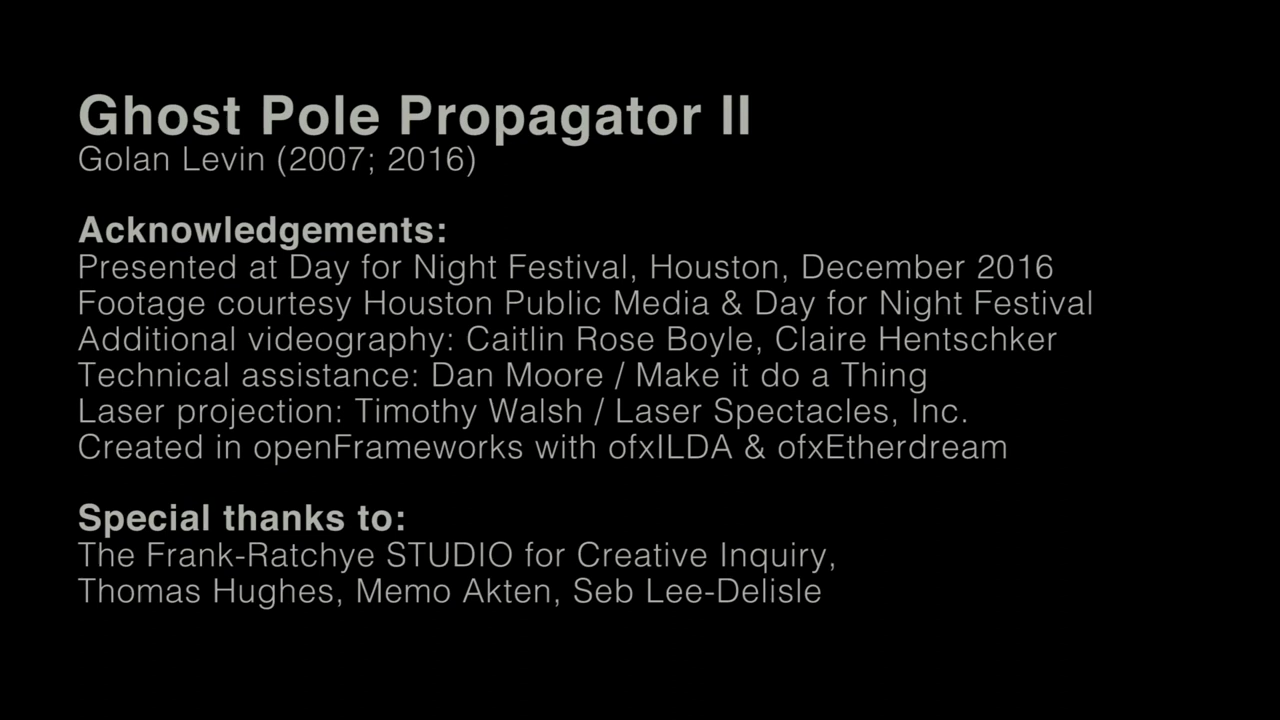 Ghost Pole Propagator II
Golan Levin (2007; 2016)
Acknowledgements:
Presented at Day for Night Festival, Houston, December 2016
Footage courtesy Houston Public Media & Day for Night Festival
Additional videography: Caitlin Rose Boyle, Claire Hentschker
Technical assistance: Dan Moore / Make it do a Thing
Laser projection: Timothy Walsh / Laser Spectacles, Inc.
Created in openFrameworks with ofxILDA & ofxEtherdream
Special thanks to:
The Frank-Ratchye STUDIO for Creative Inquiry,
Thomas Hughes, Memo Akten, Seb Lee-Delisle